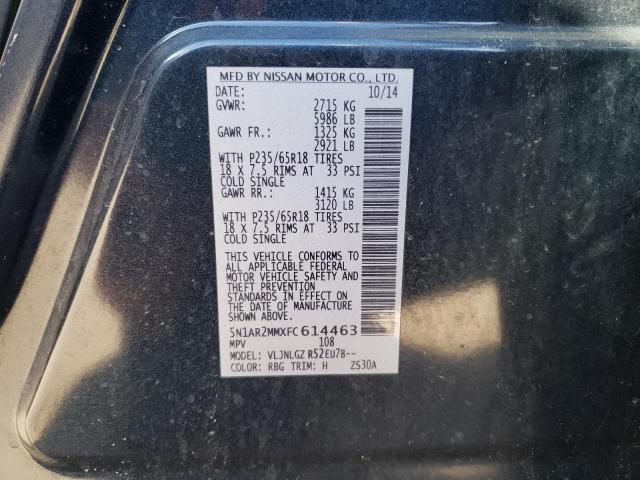 MFD BY NISSAN MOTOR CO., LTD.
DATE: 10/14
GVWR: 2715 KG
5986 LB
GAWR FR.: 1325 KG
2921 LB
WITH P235/65R18 TIRES
18 X 7.5 RIMS AT 33 PSI
COLD SINGLE
GAWR RR.: 1415 KG
3120 LB
WITH P235/65R18 TIRES
18 X 7.5 RIMS AT 33 PSI
COLD SINGLE
THIS VEHICLE CONFORMS TO
ALL APPLICABLE FEDERAL
MOTOR VEHICLE SAFETY AND
THEFT PREVENTION
STANDARDS IN EFFECT ON
THE DATE OF MANUFACTURE
SHOWN ABOVE.
5N1AR2MMXFC614463
MPV 108
MODEL: VLJNLGZ R52EU7B--
COLOR: RBG TRIM: H ZS30A